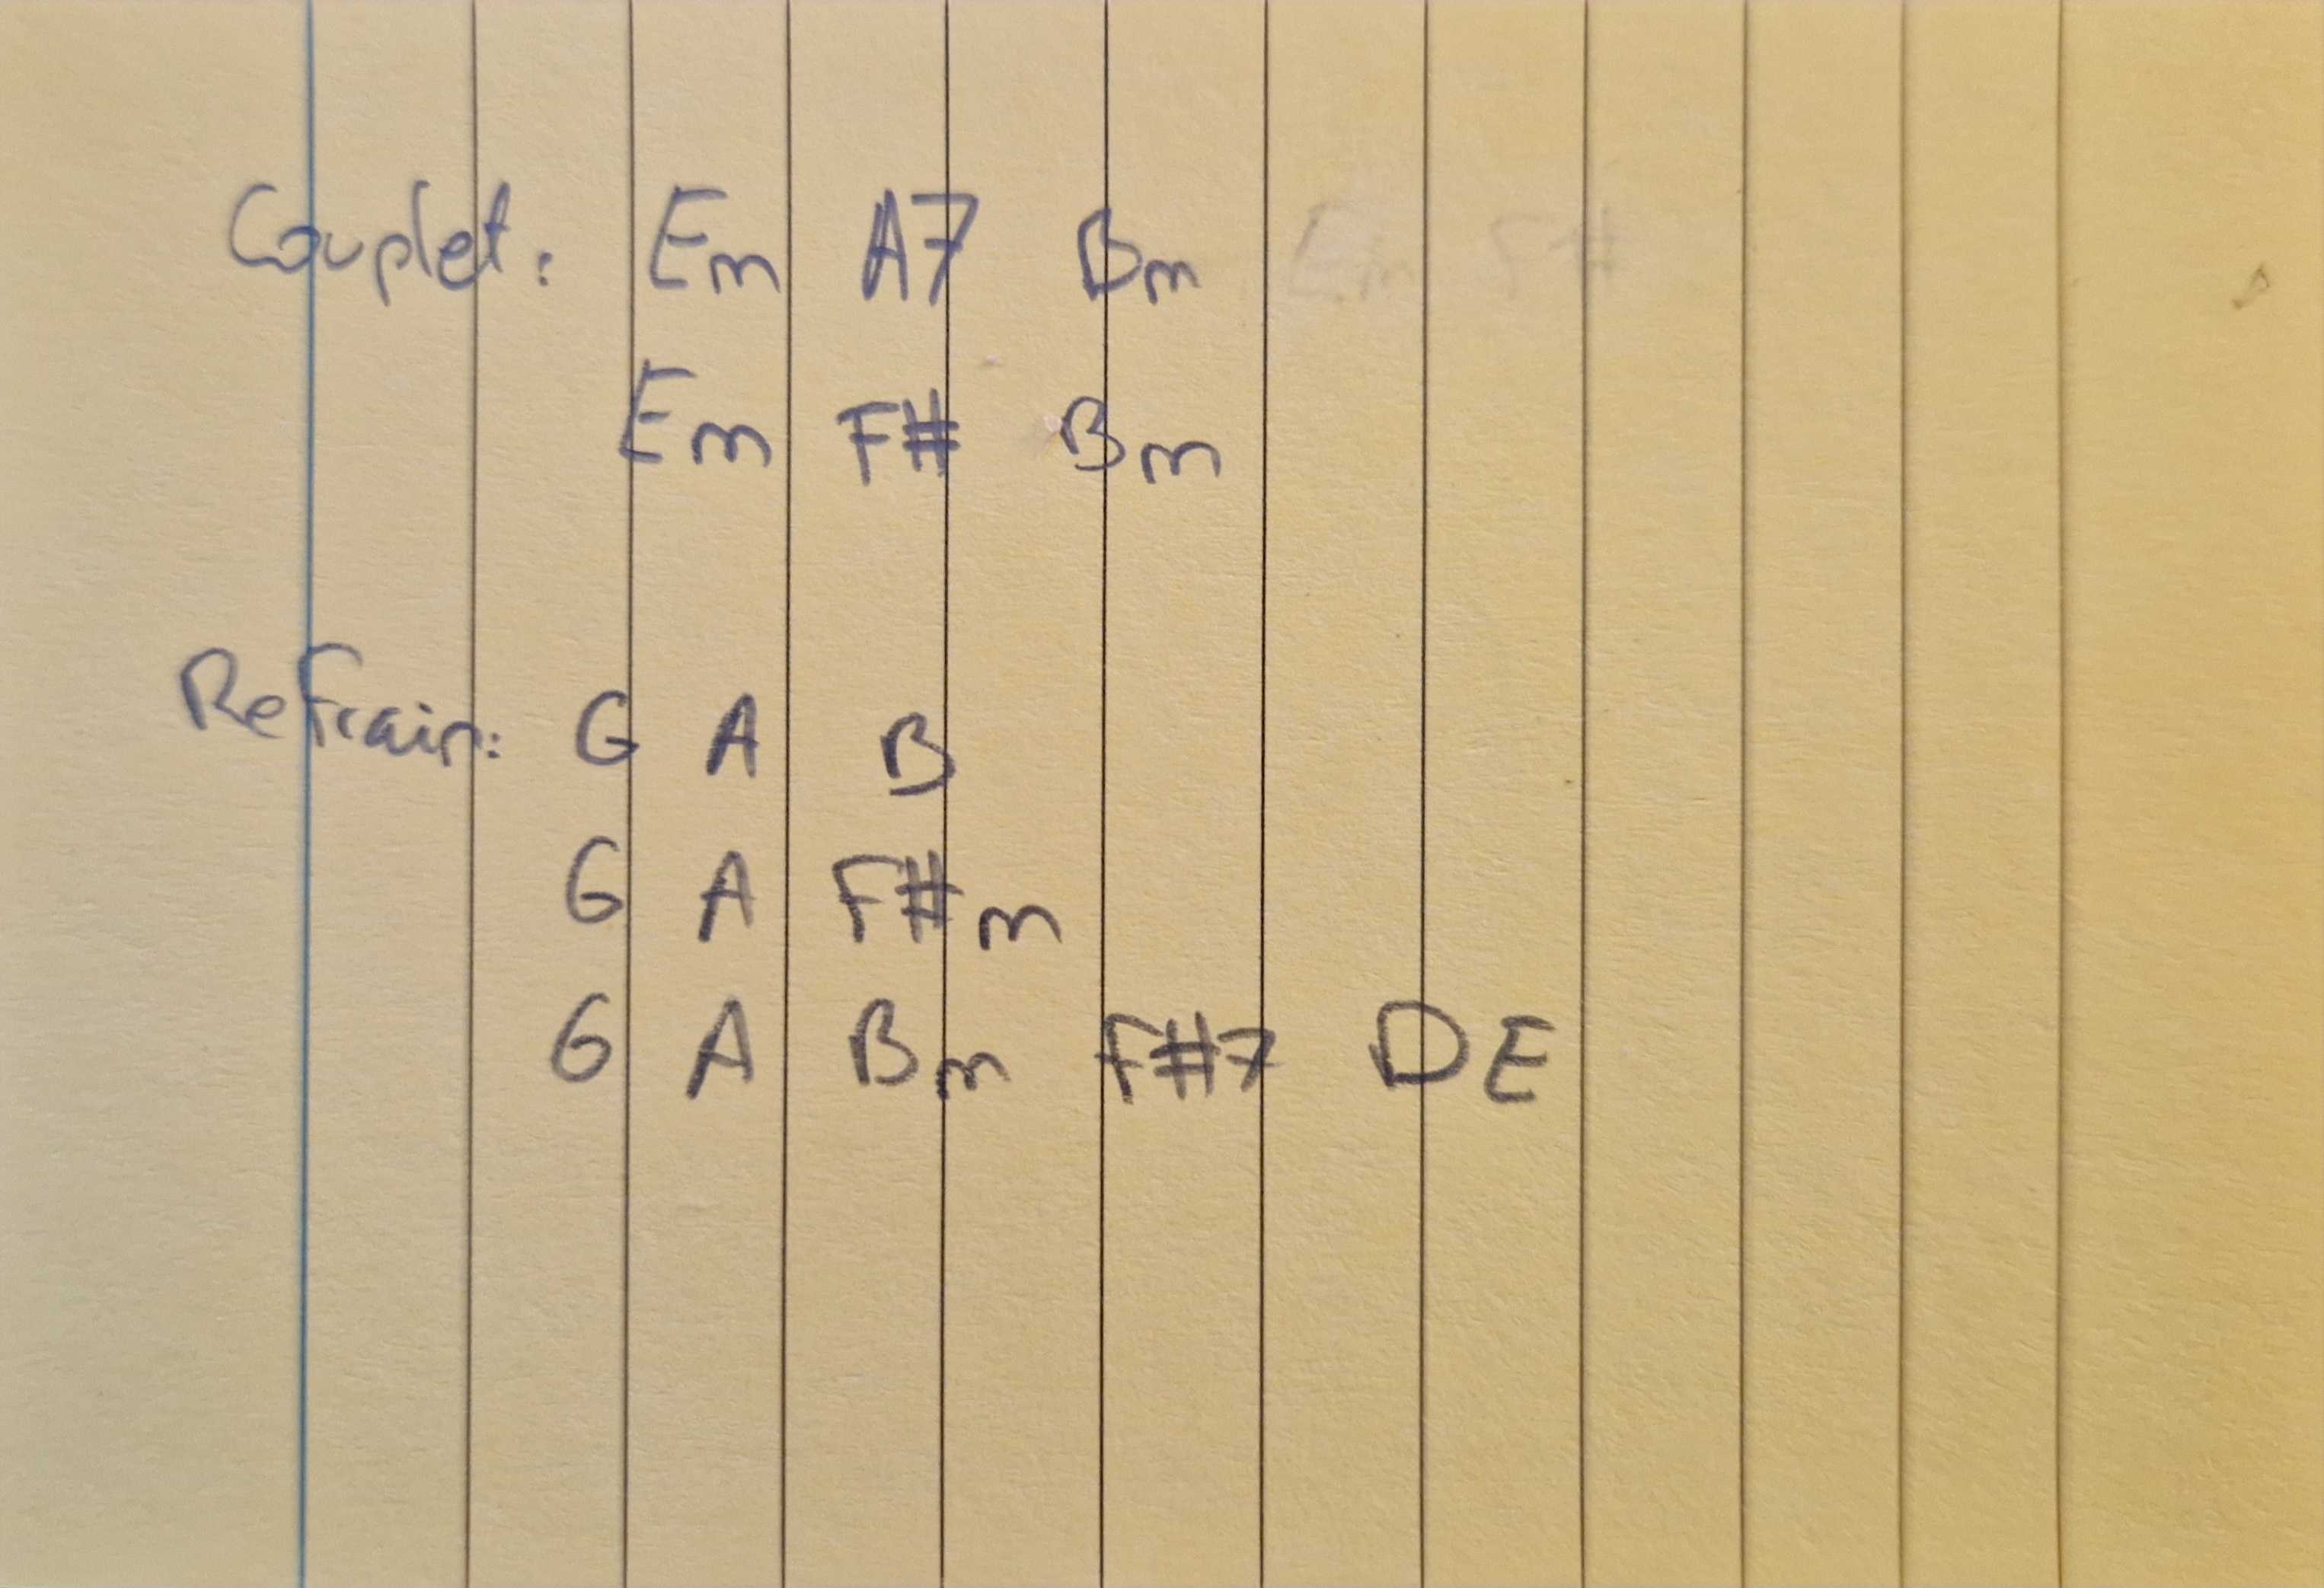 Couplet: Em A7 Bm Em F#
Em F# Bm
Refrain: G A B
G A F#m
G A Bm F#7 D E